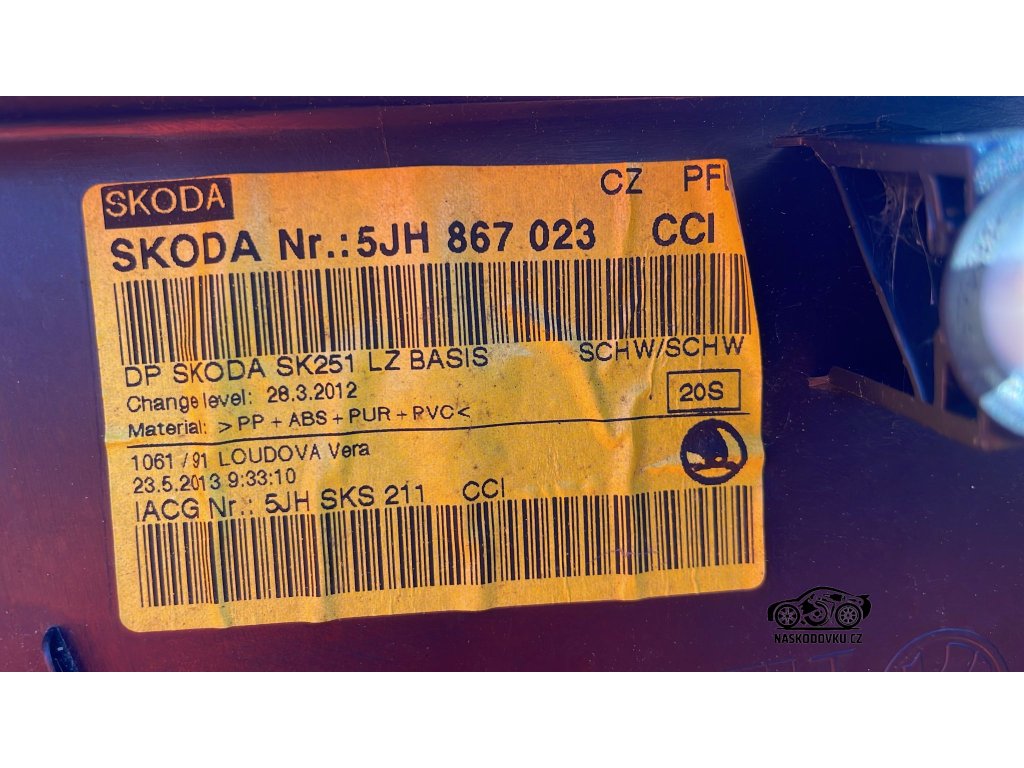 SKODA
CZ PFI
SKODA Nr.: 5JH 867 023 CCI
DP SKODA SK251 LZ BASIS SCHW/SCHW
Change level: 28.3.2012
20S
Material: >PP+ABS+PUR+PVC<
1061/91 LOUDOVA Vera
23.5.2013 9:33:10
IACG Nr.: 5JH SKS 211 CCI
NASKODOVKU.CZ